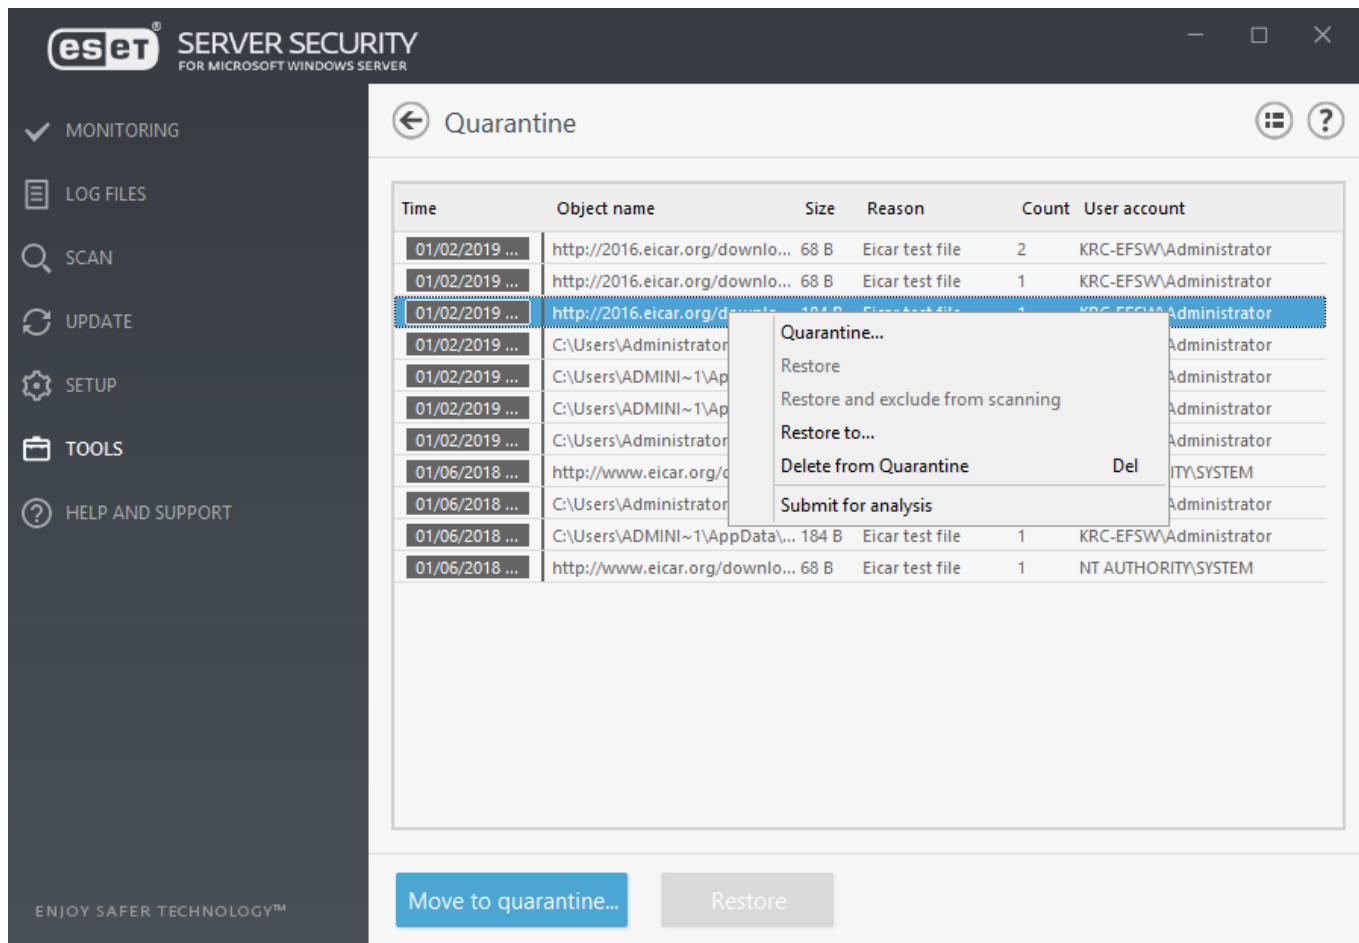 eset® SERVER SECURITY
FOR MICROSOFT WINDOWS SERVER
MONITORING
LOG FILES
SCAN
UPDATE
SETUP
TOOLS
HELP AND SUPPORT
ENJOY SAFER TECHNOLOGY™
Quarantine
Time Object name Size Reason Count User account
01/02/2019 ... http://2016.eicar.org/downlo... 68 B Eicar test file 2 KRC-EFSW\Administrator
01/02/2019 ... http://2016.eicar.org/downlo... 68 B Eicar test file 1 KRC-EFSW\Administrator
01/02/2019 ... http://2016.eicar.org/downlo... 184 B Eicar test file 1 KRC-EFSW\Administrator
01/02/2019 ... C:\Users\Administrator Administrator
01/02/2019 ... C:\Users\ADMINI~1\Ap Administrator
01/02/2019 ... C:\Users\ADMINI~1\Ap Administrator
01/02/2019 ... C:\Users\Administrator Administrator
01/06/2018 ... http://www.eicar.org/d ITY\SYSTEM
01/06/2018 ... C:\Users\Administrator Administrator
01/06/2018 ... C:\Users\ADMINI~1\AppData\... 184 B Eicar test file 1 KRC-EFSW\Administrator
01/06/2018 ... http://www.eicar.org/downlo... 68 B Eicar test file 1 NT AUTHORITY\SYSTEM
Quarantine...
Restore
Restore and exclude from scanning
Restore to...
Delete from Quarantine Del
Submit for analysis
Move to quarantine... Restore